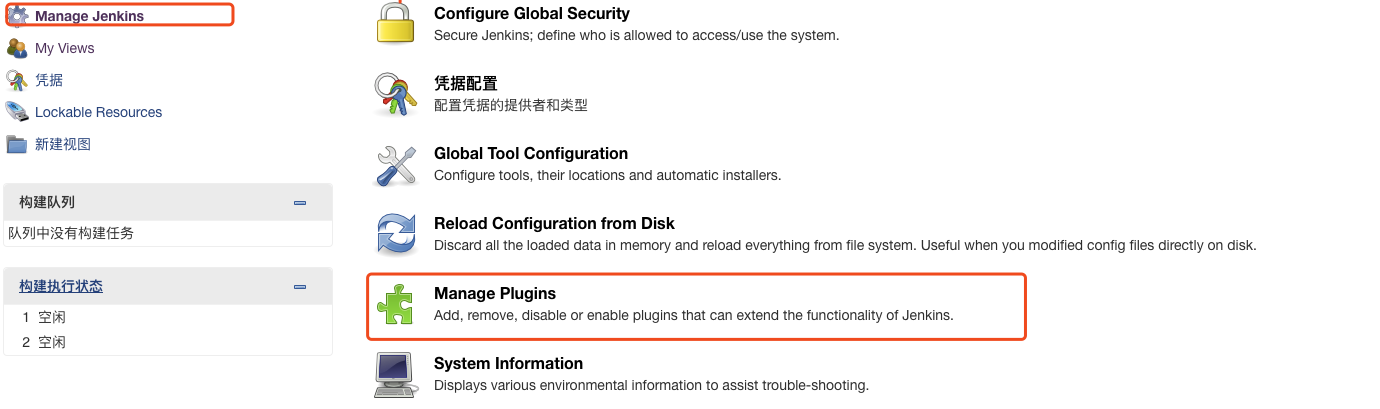 Manage Jenkins
My Views
凭据
Lockable Resources
新建视图
构建队列
队列中没有构建任务
构建执行状态
1 空闲
2 空闲
Configure Global Security
Secure Jenkins; define who is allowed to access/use the system.
凭据配置
配置凭据的提供者和类型
Global Tool Configuration
Configure tools, their locations and automatic installers.
Reload Configuration from Disk
Discard all the loaded data in memory and reload everything from file system. Useful when you modified config files directly on disk.
Manage Plugins
Add, remove, disable or enable plugins that can extend the functionality of Jenkins.
System Information
Displays various environmental information to assist trouble-shooting.